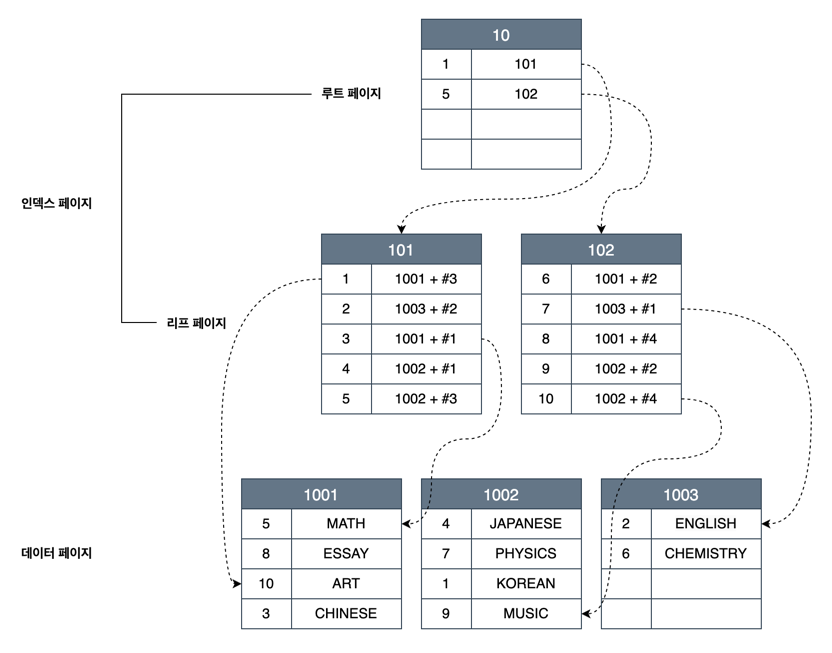 10
1 101
루트 페이지
5 102
인덱스 페이지
101
1 1001 + #3
2 1003 + #2
리프 페이지
3 1001 + #1
4 1002 + #1
5 1002 + #3
102
6 1001 + #2
7 1003 + #1
8 1001 + #4
9 1002 + #2
10 1002 + #4
데이터 페이지
1001
5 MATH
8 ESSAY
10 ART
3 CHINESE
1002
4 JAPANESE
7 PHYSICS
1 KOREAN
9 MUSIC
1003
2 ENGLISH
6 CHEMISTRY